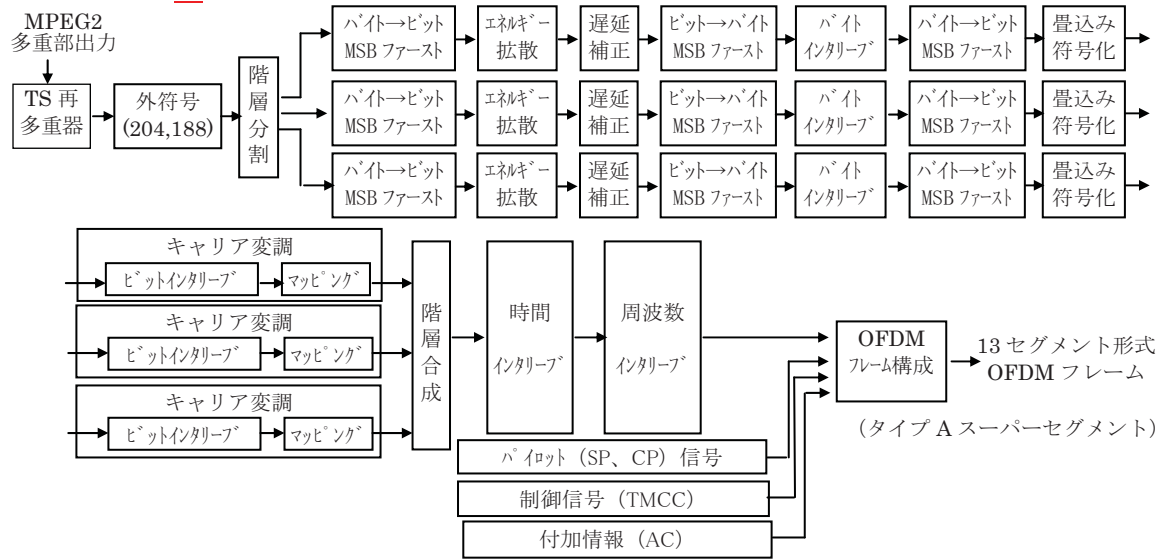 MPEG2
多重部出力
TS 再
多重器
外符号
(204,188)
階
層
分
割
バイト→ビット
MSB ファースト
エネルギー
拡散
遅延
補正
ビット→バイト
MSB ファースト
バイト
インタリーブ
バイト→ビット
MSB ファースト
畳込み
符号化
バイト→ビット
MSB ファースト
エネルギー
拡散
遅延
補正
ビット→バイト
MSB ファースト
バイト
インタリーブ
バイト→ビット
MSB ファースト
畳込み
符号化
バイト→ビット
MSB ファースト
エネルギー
拡散
遅延
補正
ビット→バイト
MSB ファースト
バイト
インタリーブ
バイト→ビット
MSB ファースト
畳込み
符号化
キャリア変調
ビットインタリーブ
マッピング
キャリア変調
ビットインタリーブ
マッピング
キャリア変調
ビットインタリーブ
マッピング
階
層
合
成
時間
インタリーブ
周波数
インタリーブ
OFDM
フレーム構成
13 セグメント形式
OFDM フレーム
(タイプ A スーパーセグメント)
パイロット (SP、CP) 信号
制御信号 (TMCC)
付加情報 (AC)